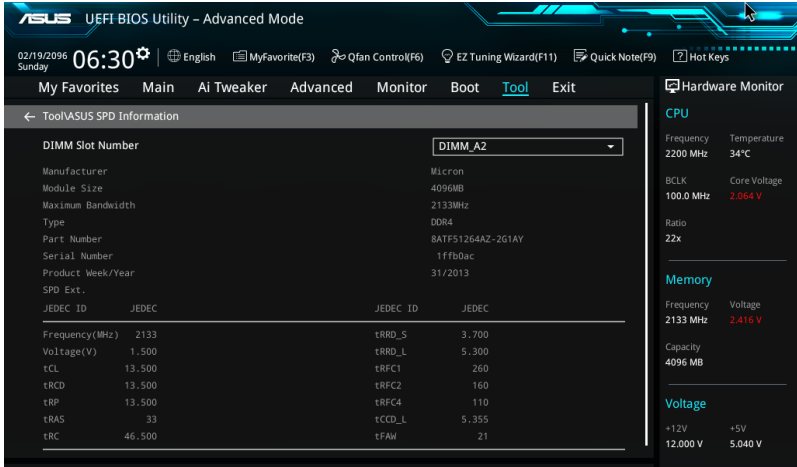 ASUS UEFI BIOS Utility – Advanced Mode
02/19/2096 Sunday 06:30 English MyFavorite(F3) Qfan Control(F6) EZ Tuning Wizard(F11) Quick Note(F9) ? Hot Keys
My Favorites Main Ai Tweaker Advanced Monitor Boot Tool Exit
← Tool\ASUS SPD Information
DIMM Slot Number DIMM_A2
Manufacturer Micron
Module Size 4096MB
Maximum Bandwidth 2133MHz
Type DDR4
Part Number 8ATF51264AZ-2G1AY
Serial Number 1ffb0ac
Product Week/Year 31/2013
SPD Ext.
JEDEC ID JEDEC JEDEC ID JEDEC
Frequency(MHz) 2133 tRRD_S 3.700
Voltage(V) 1.500 tRRD_L 5.300
tCL 13.500 tRFC1 260
tRCD 13.500 tRFC2 160
tRP 13.500 tRFC4 110
tRAS 33 tCCD_L 5.355
tRC 46.500 tFAW 21
Hardware Monitor
CPU
Frequency Temperature
2200 MHz 34°C
BCLK Core Voltage
100.0 MHz 2.064 V
Ratio
22x
Memory
Frequency Voltage
2133 MHz 2.416 V
Capacity
4096 MB
Voltage
+12V +5V
12.000 V 5.040 V